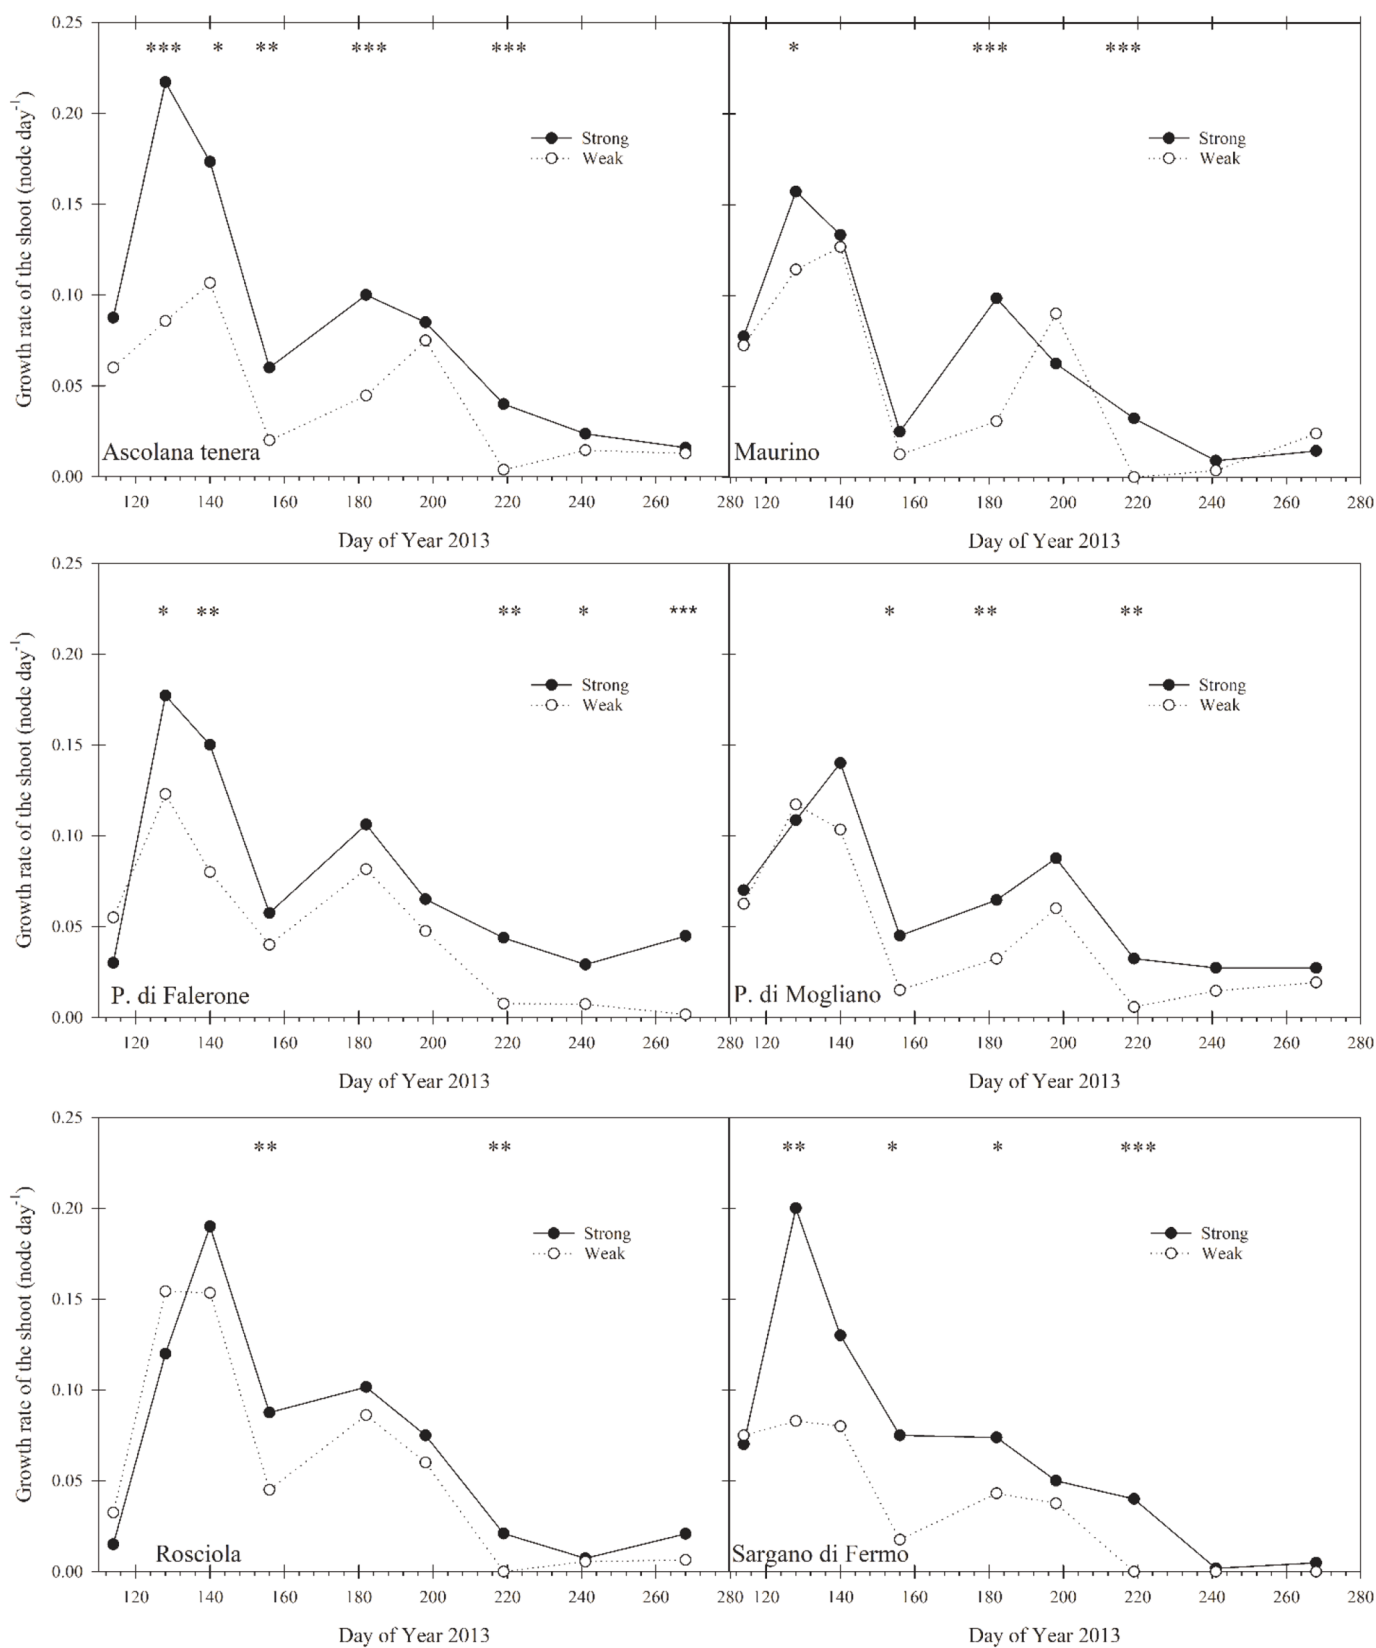 0.25
*** * ** *** *** * *** ***
0.20
Growth rate of the shoot (node day-1)
Strong
Weak
Strong
Weak
0.15
0.10
0.05
Ascolana tenera
Maurino
0.00
120 140 160 180 200 220 240 260 280 120 140 160 180 200 220 240 260 280
Day of Year 2013
Day of Year 2013
0.25
* ** ** * *** * ** **
0.20
Growth rate of the shoot (node day-1)
Strong
Weak
Strong
Weak
0.15
0.10
0.05
P. di Falerone
P. di Mogliano
0.00
120 140 160 180 200 220 240 260 280 120 140 160 180 200 220 240 260 280
Day of Year 2013
Day of Year 2013
0.25
** ** ** * * ***
0.20
Growth rate of the shoot (node day-1)
Strong
Weak
Strong
Weak
0.15
0.10
0.05
Rosciola
Sargano di Fermo
0.00
120 140 160 180 200 220 240 260 280 120 140 160 180 200 220 240 260 280
Day of Year 2013
Day of Year 2013